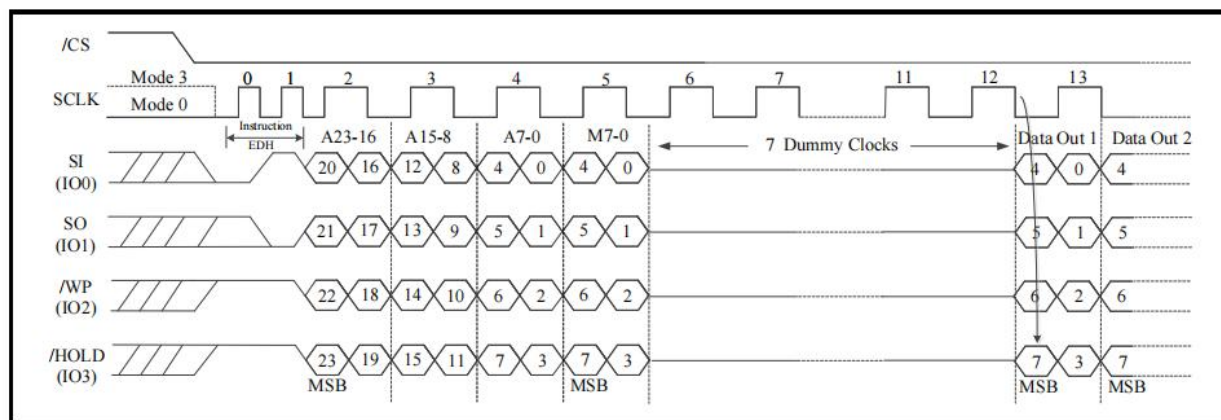 /CS
Mode 3 0 1 2 3 4 5 6 7 11 12 13
SCLK Mode 0
Instruction A23-16 A15-8 A7-0 M7-0 7 Dummy Clocks Data Out 1 Data Out 2
EDH
SI
(IO0) 20 16 12 8 4 0 4 0 4 0 4
SO
(IO1) 21 17 13 9 5 1 5 1 5 1 5
/WP
(IO2) 22 18 14 10 6 2 6 2 6 2 6
/HOLD
(IO3) 23 19 15 11 7 3 7 3 7 3 7
MSB MSB MSB MSB